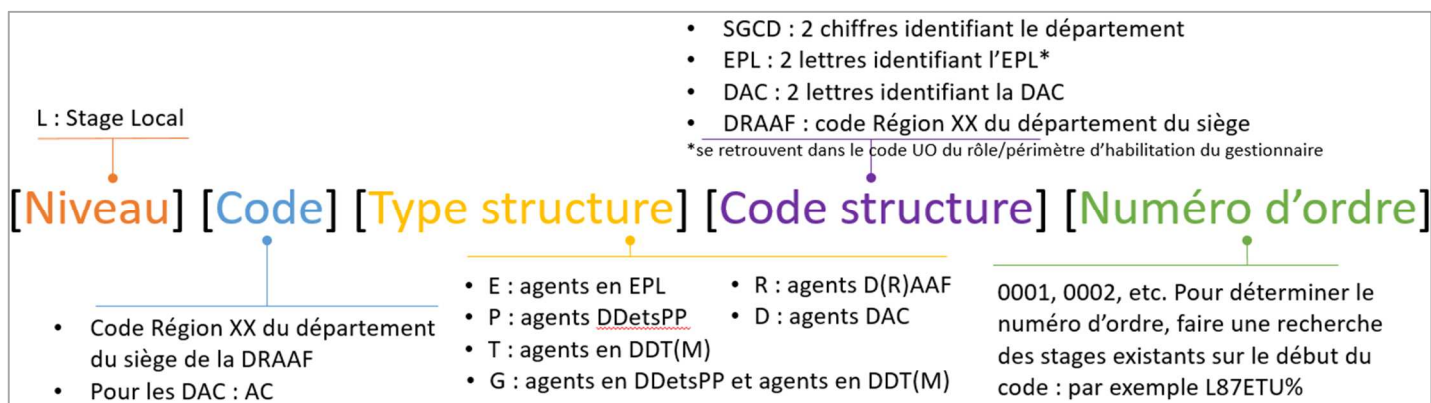 • SGCD : 2 chiffres identifiant le département
• EPL : 2 lettres identifiant l'EPL*
• DAC : 2 lettres identifiant la DAC
• DRAAF : code Région XX du département du siège
*se retrouvent dans le code UO du rôle/périmètre d'habilitation du gestionnaire
L : Stage Local
[Niveau] [Code] [Type structure] [Code structure] [Numéro d'ordre]
• Code Région XX du département
du siège de la DRAAF
• Pour les DAC : AC
• E : agents en EPL
• P : agents DDetsPP
• T : agents en DDT(M)
• G : agents en DDetsPP et agents en DDT(M)
• R : agents D(R)AAF
• D : agents DAC
0001, 0002, etc. Pour déterminer le
numéro d'ordre, faire une recherche
des stages existants sur le début du
code : par exemple L87ETU%